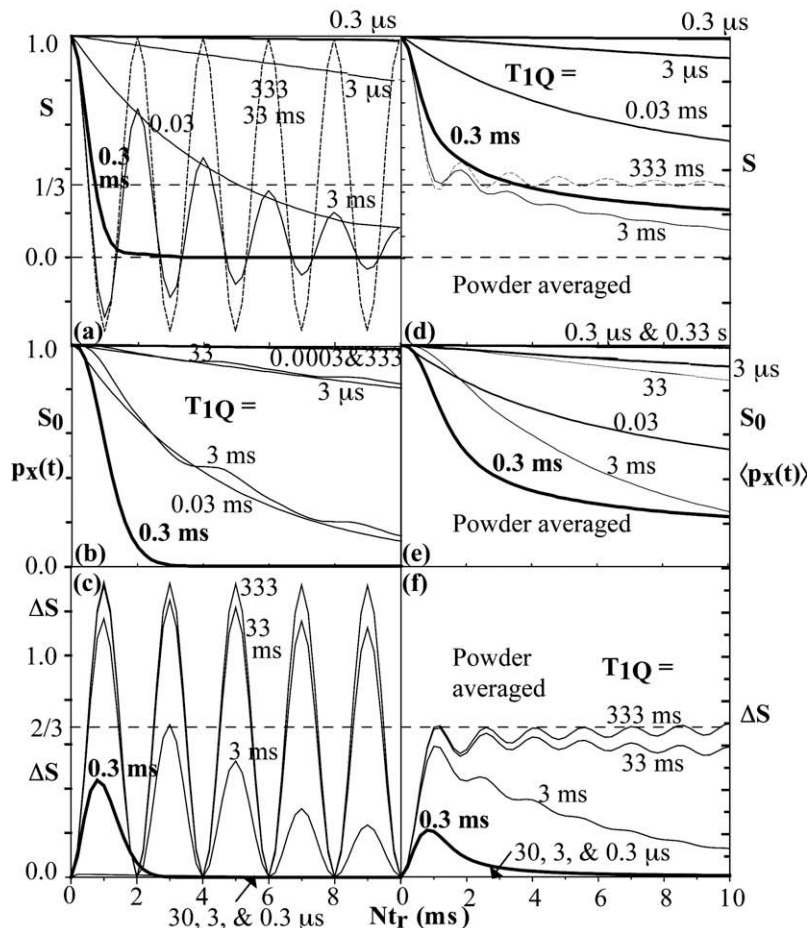 0.3 µs
0.3 µs
1.0
S
333
33 ms
3 µs
0.03
0.3
ms
1/3
3 ms
0.0
(a)
T1Q =
3 µs
0.03 ms
0.3 ms
333 ms
S
3 ms
Powder averaged
(d)
0.3 µs & 0.33 s
1.0
33
0.0003&333
3 µs
S0
px(t)
T1Q =
3 ms
0.03 ms
0.3 ms
0.0
(b)
3 µs
33
0.03
S0
0.3 ms
3 ms
⟨px(t)⟩
Powder averaged
(e)
(c)
ΔS
333
33
ms
1.0
2/3
ΔS
3 ms
0.3 ms
0.0
(f)
Powder
averaged
T1Q =
333 ms
ΔS
33 ms
3 ms
0.3 ms
30, 3, & 0.3 µs
0 2 4 6 8 0 2 4 6 8 10
30, 3, & 0.3 µs
Ntr (ms)